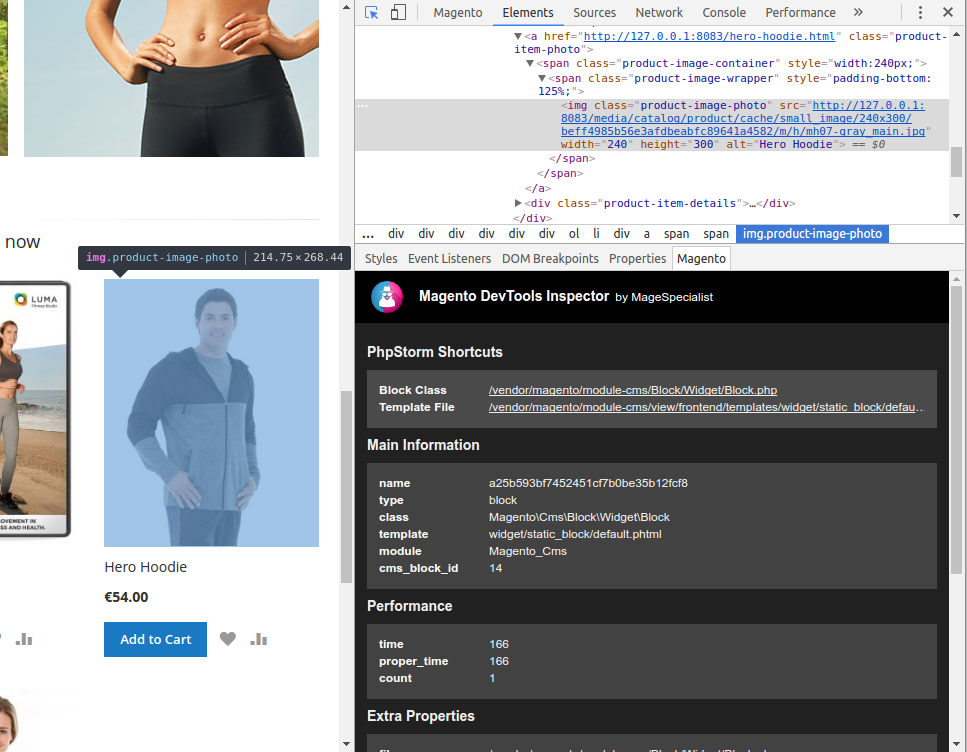 now
img.product-image-photo | 214.75×268.44
LUMA
Fitness Studio
OVEMENT IN
S AND HEALTH.
Hero Hoodie
€54.00
Add to Cart
Magento Elements Sources Network Console Performance »
▼<a href="http://127.0.0.1:8083/hero-hoodie.html" class="product-
item-photo">
▼<span class="product-image-container" style="width:240px;">
▼<span class="product-image-wrapper" style="padding-bottom:
125%;">
… <img class="product-image-photo" src="http://127.0.0.1:
8083/media/catalog/product/cache/small_image/240x300/
beff4985b56e3afdbeabfc89641a4582/m/h/mh07-gray_main.jpg"
width="240" height="300" alt="Hero Hoodie"> == $0
</span>
</span>
</a>
▶<div class="product-item-details">…</div>
</div>
... div div div div div div ol li div a span span img.product-image-photo
Styles Event Listeners DOM Breakpoints Properties Magento
Magento DevTools Inspector by MageSpecialist
PhpStorm Shortcuts
Block Class /vendor/magento/module-cms/Block/Widget/Block.php
Template File /vendor/magento/module-cms/view/frontend/templates/widget/static_block/defau…
Main Information
name a25b593bf7452451cf7b0be35b12fcf8
type block
class Magento\Cms\Block\Widget\Block
template widget/static_block/default.phtml
module Magento_Cms
cms_block_id 14
Performance
time 166
proper_time 166
count 1
Extra Properties